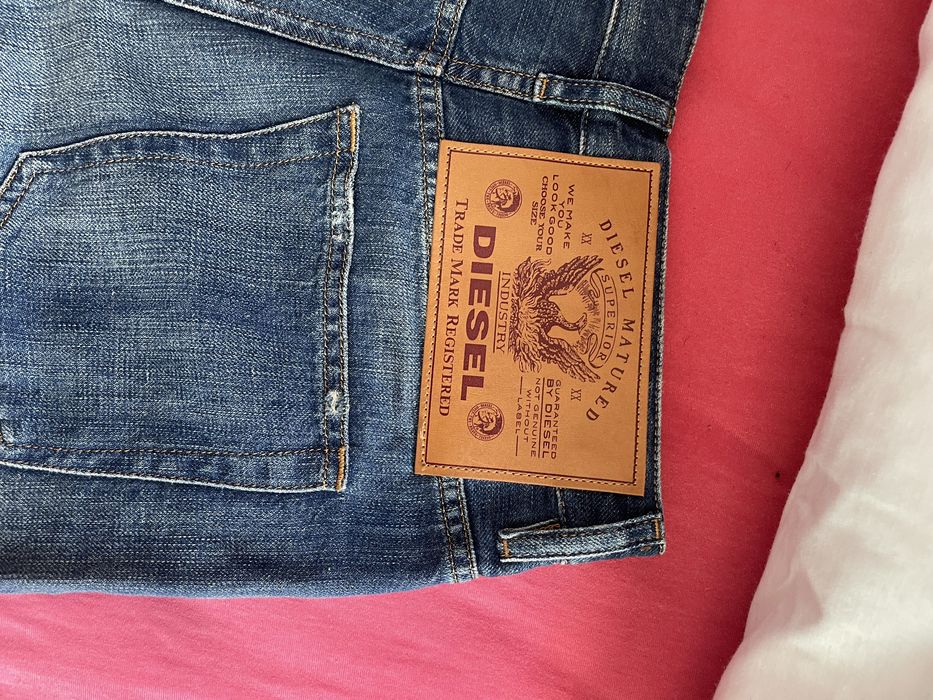 DIESEL MATURED
SUPERIOR
XX
XX
WE MAKE
YOU
LOOK GOOD
CHOOSE YOUR
SIZE
GUARANTEED
BY DIESEL
NOT GENUINE
WITHOUT
LABEL
INDUSTRY
DIESEL
TRADE MARK REGISTERED